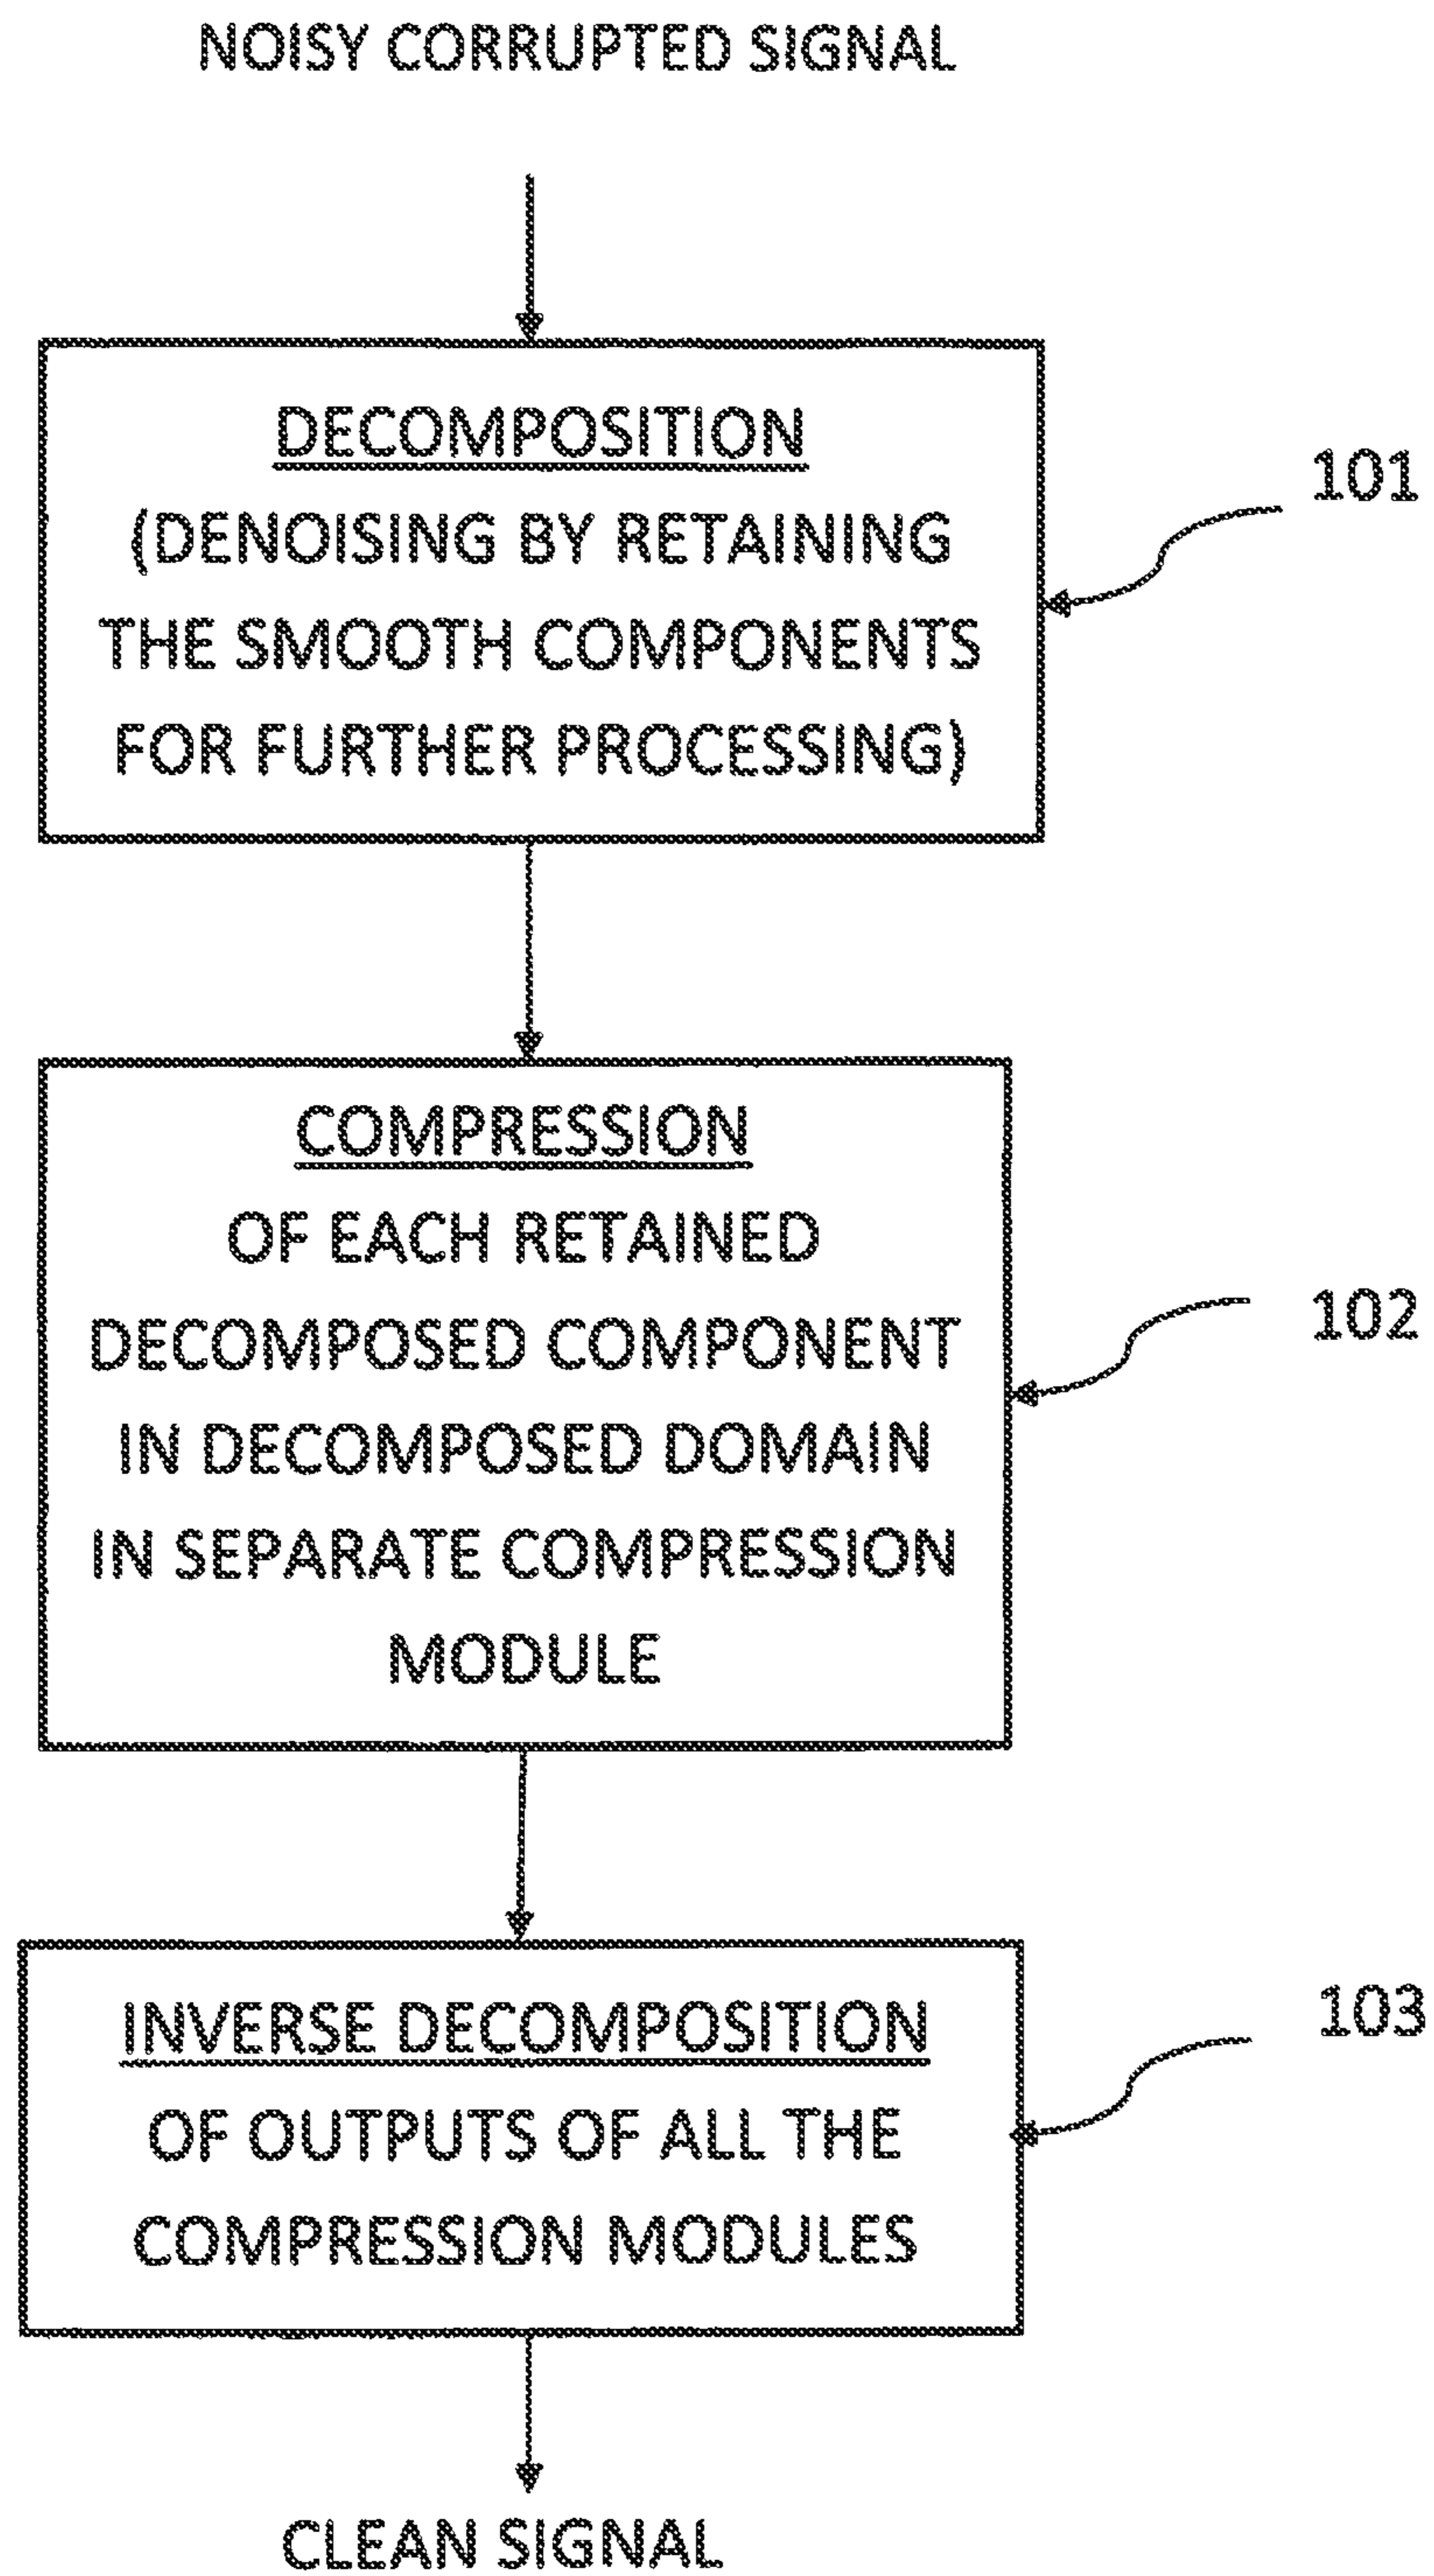 NOISY CORRUPTED SIGNAL
DECOMPOSITION
(DENOISING BY RETAINING
THE SMOOTH COMPONENTS
FOR FURTHER PROCESSING)
101
COMPRESSION
OF EACH RETAINED
DECOMPOSED COMPONENT
IN DECOMPOSED DOMAIN
IN SEPARATE COMPRESSION
MODULE
102
INVERSE DECOMPOSITION
OF OUTPUTS OF ALL THE
COMPRESSION MODULES
103
CLEAN SIGNAL